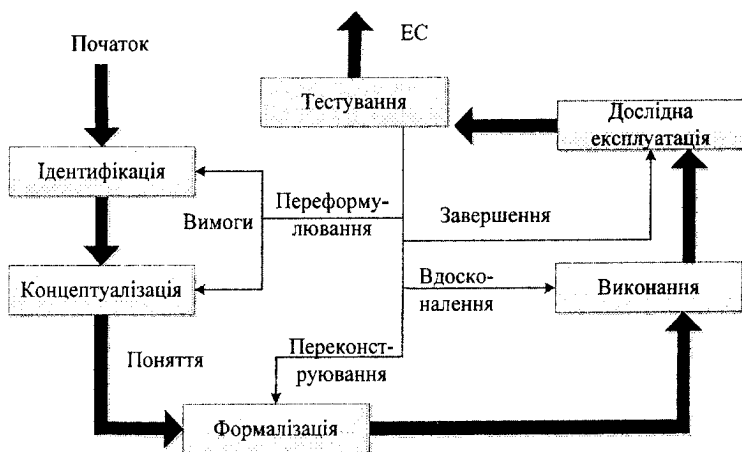 Початок
ЕС
Тестування
Дослідна
експлуатація
Ідентифікація
Переформу-
лювання
Вимоги
Завершення
Концептуалізація
Вдоско-
налення
Виконання
Поняття
Переконст-
руювання
Формалізація